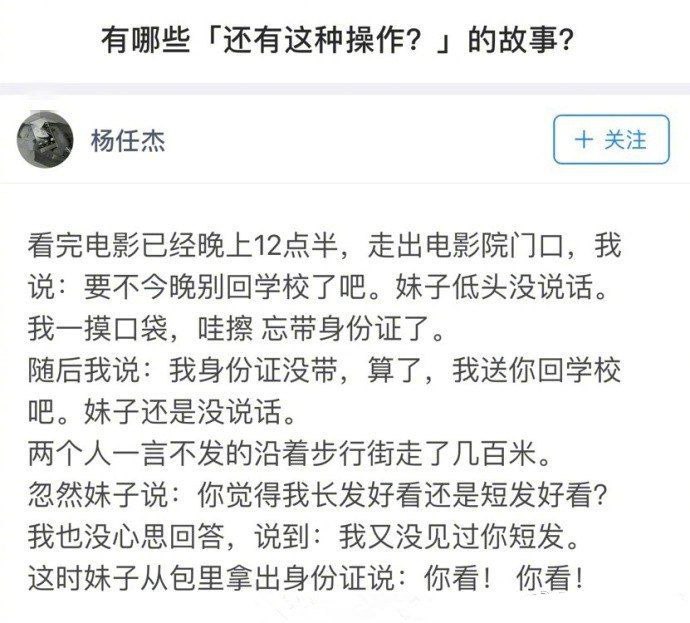 有哪些「还有这种操作？」的故事？
杨任杰
＋ 关注
看完电影已经晚上12点半，走出电影院门口，我
说：要不今晚别回学校了吧。妹子低头没说话。
我一摸口袋，哇擦 忘带身份证了。
随后我说：我身份证没带，算了，我送你回学校
吧。妹子还是没说话。
两个人一言不发的沿着步行街走了几百米。
忽然妹子说：你觉得我长发好看还是短发好看？
我也没心思回答，说到：我又没见过你短发。
这时妹子从包里拿出身份证说：你看！ 你看！